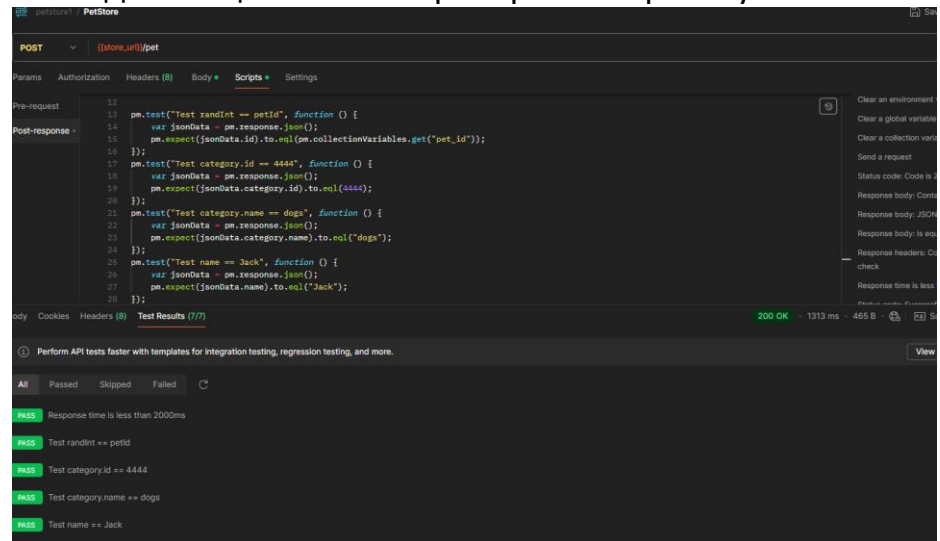 petstore1 / PetStore
POST {{store_url}}/pet
Params Authorization Headers (8) Body Scripts Settings
Pre-request
Post-response
12
13 pm.test("Test randInt == petId", function () {
14 var jsonData = pm.response.json();
15 pm.expect(jsonData.id).to.eql(pm.collectionVariables.get("pet_id"));
16 });
17 pm.test("Test category.id == 4444", function () {
18 var jsonData = pm.response.json();
19 pm.expect(jsonData.category.id).to.eql(4444);
20 });
21 pm.test("Test category.name == dogs", function () {
22 var jsonData = pm.response.json();
23 pm.expect(jsonData.category.name).to.eql("dogs");
24 });
25 pm.test("Test name == Jack", function () {
26 var jsonData = pm.response.json();
27 pm.expect(jsonData.name).to.eql("Jack");
28 });
Clear an environment
Clear a global variable
Clear a collection varia
Send a request
Status code: Code is 2
Response body: Conta
Response body: JSON
Response body: Is equ
Response headers: Co
check
Response time is less
ody Cookies Headers (8) Test Results (7/7) 200 OK 1313 ms 465 B
Perform API tests faster with templates for integration testing, regression testing, and more. View
All Passed Skipped Failed
PASS Response time is less than 2000ms
PASS Test randInt == petId
PASS Test category.id == 4444
PASS Test category.name == dogs
PASS Test name == Jack